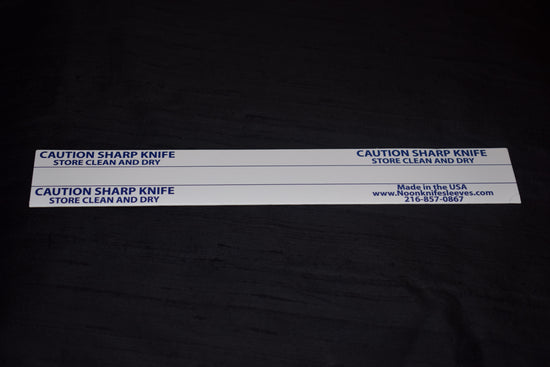 CAUTION SHARP KNIFE
STORE CLEAN AND DRY
CAUTION SHARP KNIFE
STORE CLEAN AND DRY
CAUTION SHARP KNIFE
STORE CLEAN AND DRY
Made in the USA
www.Noonknifesleeves.com
216-857-0867